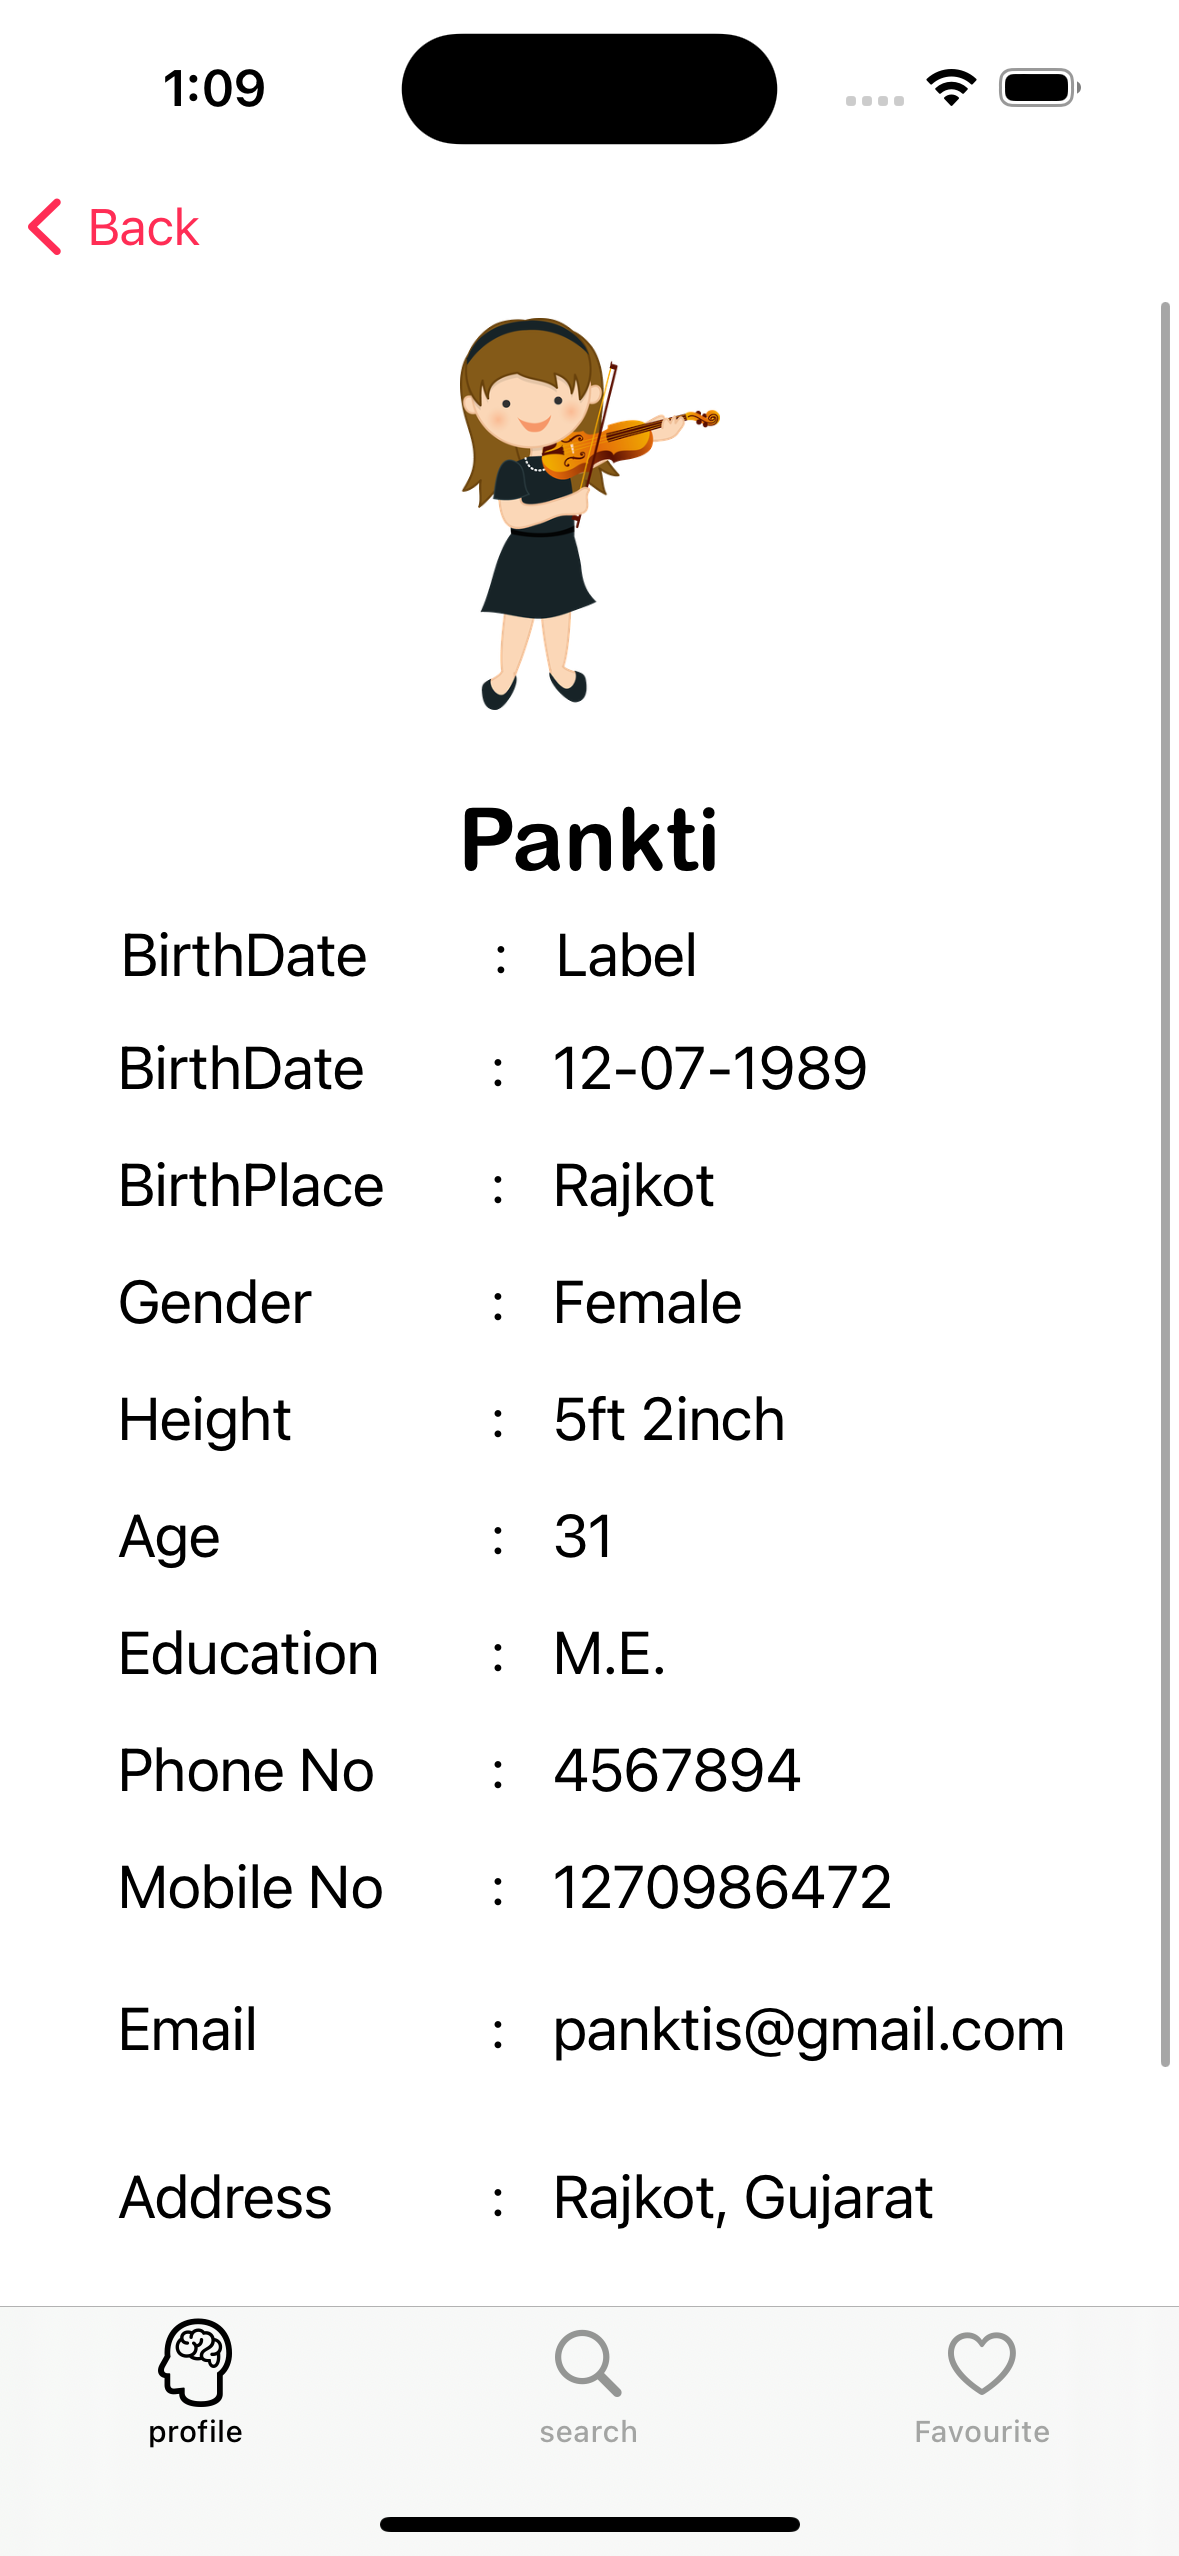 1:09
Back
Pankti
BirthDate : Label
BirthDate : 12-07-1989
BirthPlace : Rajkot
Gender : Female
Height : 5ft 2inch
Age : 31
Education : M.E.
Phone No : 4567894
Mobile No : 1270986472
Email : panktis@gmail.com
Address : Rajkot, Gujarat
profile search Favourite